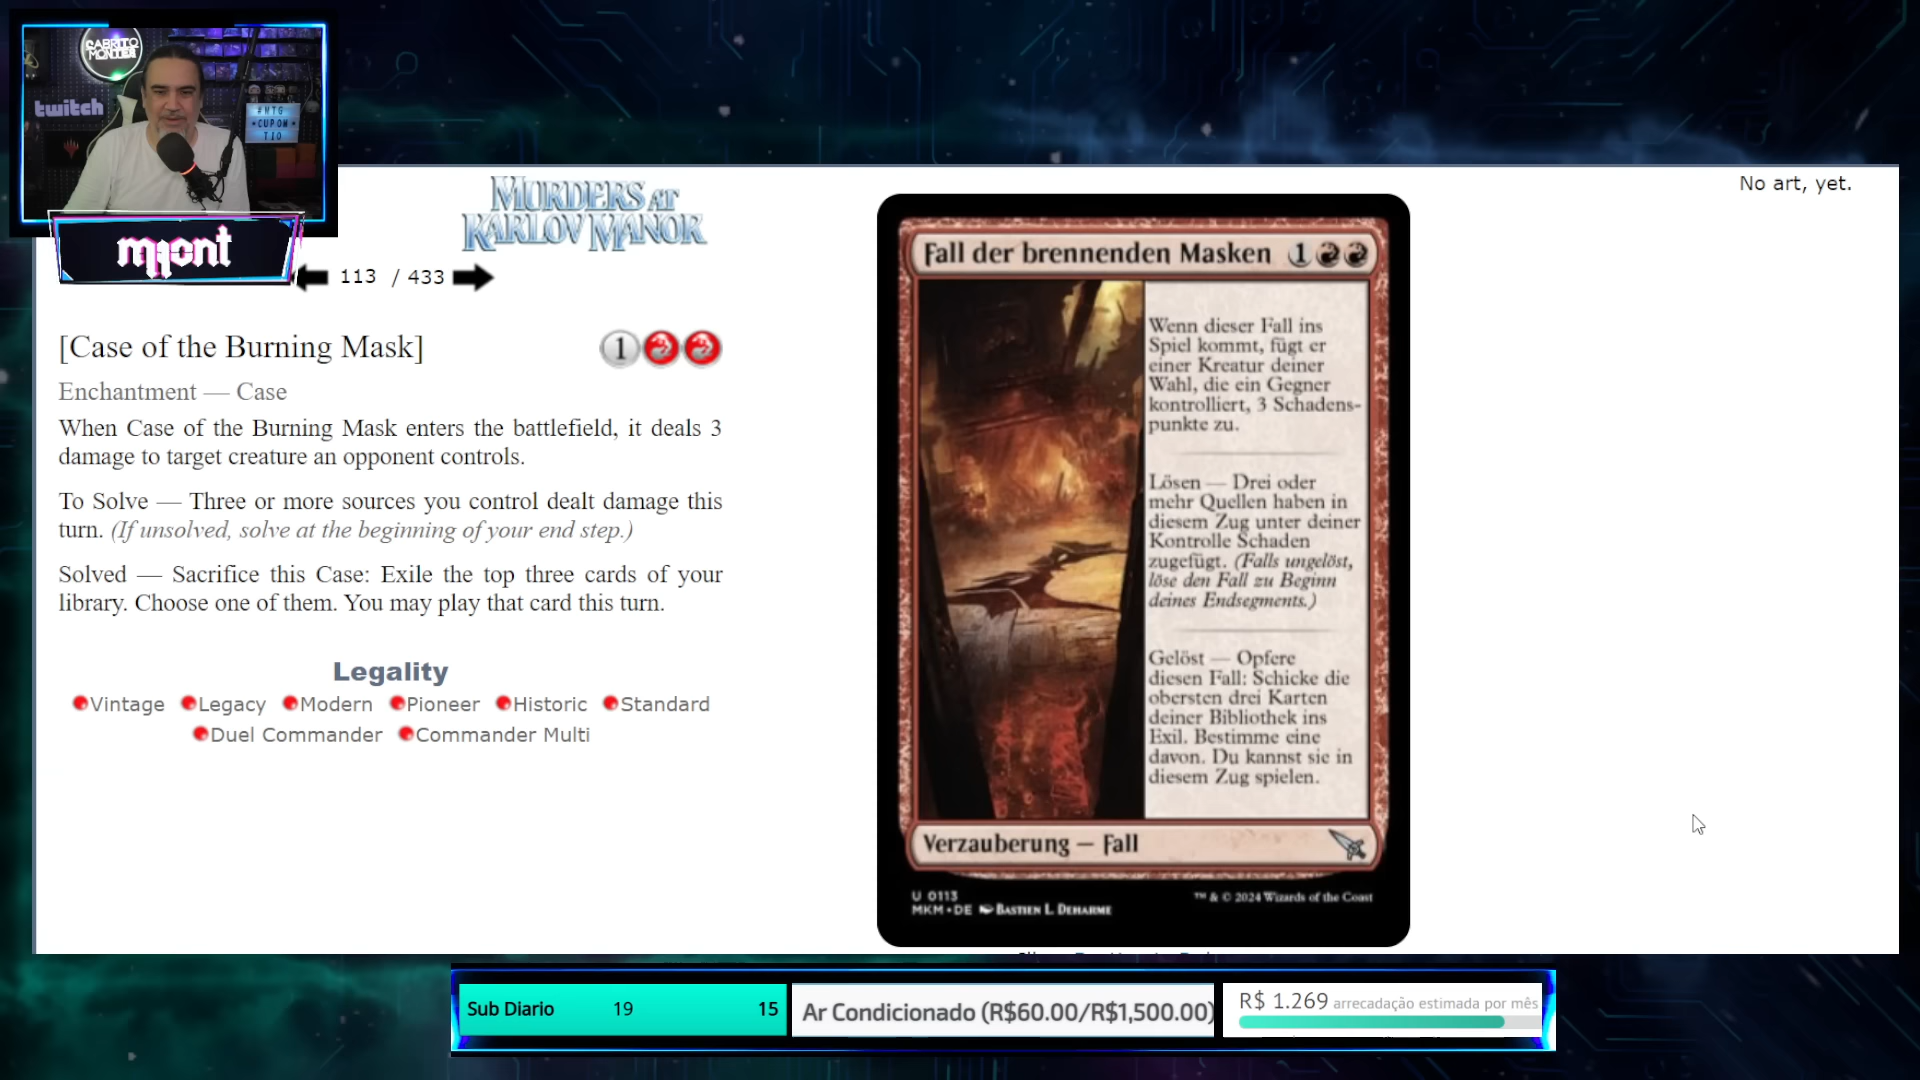 CABRITO
MONTES
twitch
#MTG
•CUPON•
T10
mjont
MURDERS AT
KARLOV MANOR
113 / 433
No art, yet.
[Case of the Burning Mask] 1
Enchantment — Case
When Case of the Burning Mask enters the battlefield, it deals 3
damage to target creature an opponent controls.
To Solve — Three or more sources you control dealt damage this
turn. (If unsolved, solve at the beginning of your end step.)
Solved — Sacrifice this Case: Exile the top three cards of your
library. Choose one of them. You may play that card this turn.
Legality
Vintage Legacy Modern Pioneer Historic Standard
Duel Commander Commander Multi
Fall der brennenden Masken 1
Wenn dieser Fall ins
Spiel kommt, fügt er
einer Kreatur deiner
Wahl, die ein Gegner
kontrolliert, 3 Schadens-
punkte zu.
Lösen — Drei oder
mehr Quellen haben in
diesem Zug unter deiner
Kontrolle Schaden
zugefügt. (Falls ungelöst,
löse den Fall zu Beginn
deines Endsegments.)
Gelöst — Opfere
diesen Fall: Schicke die
obersten drei Karten
deiner Bibliothek ins
Exil. Bestimme eine
davon. Du kannst sie in
diesem Zug spielen.
Verzauberung — Fall
U 0113
MKM • DE BASTIEN L. DEHARME
™ & © 2024 Wizards of the Coast
Sub Diario 19 15
Ar Condicionado (R$60.00/R$1,500.00)
R$ 1.269 arrecadação estimada por mês